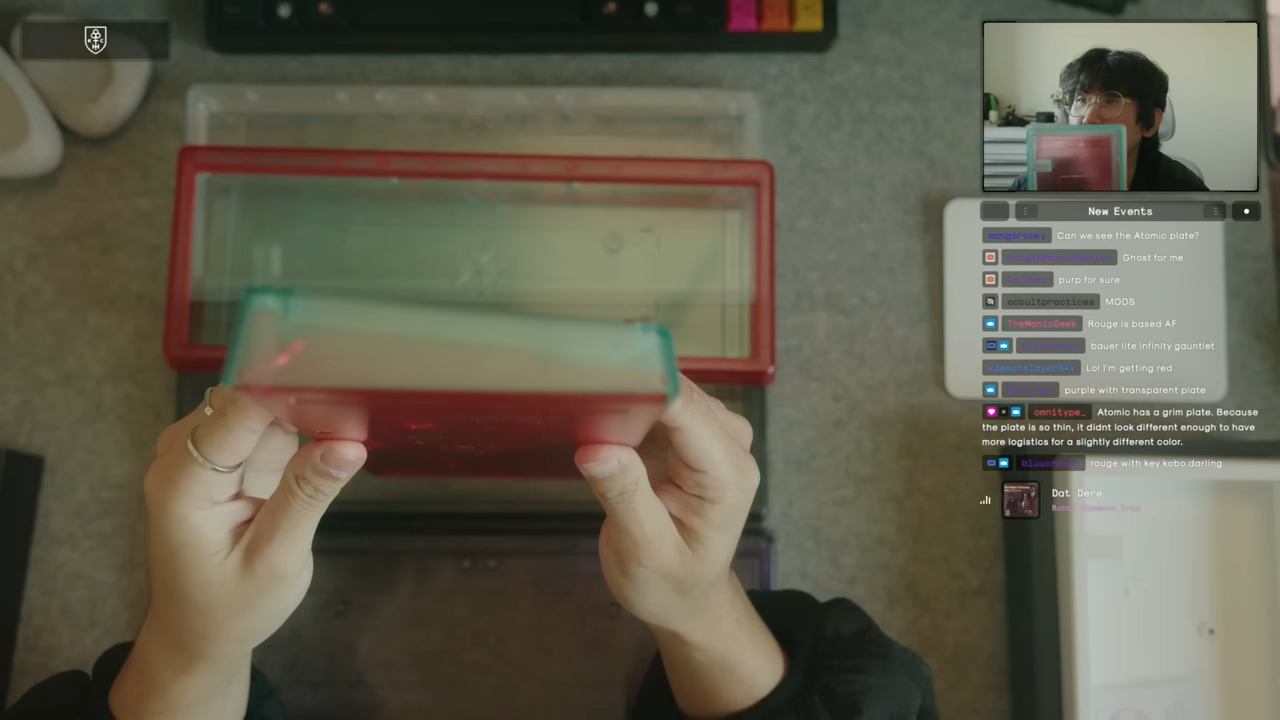 New Events
mangorocky Can we see the Atomic plate?
Ghost for me
purp for sure
occultpractices MODS
TheManicGeek Rouge is based AF
bauer lite infinity gauntlet
xdemonslayer64x Lol I'm getting red
purple with transparent plate
omnitype_ Atomic has a grim plate. Because
the plate is so thin, it didnt look different enough to have
more logistics for a slightly different color.
rouge with key kobo darling
Dat Dere